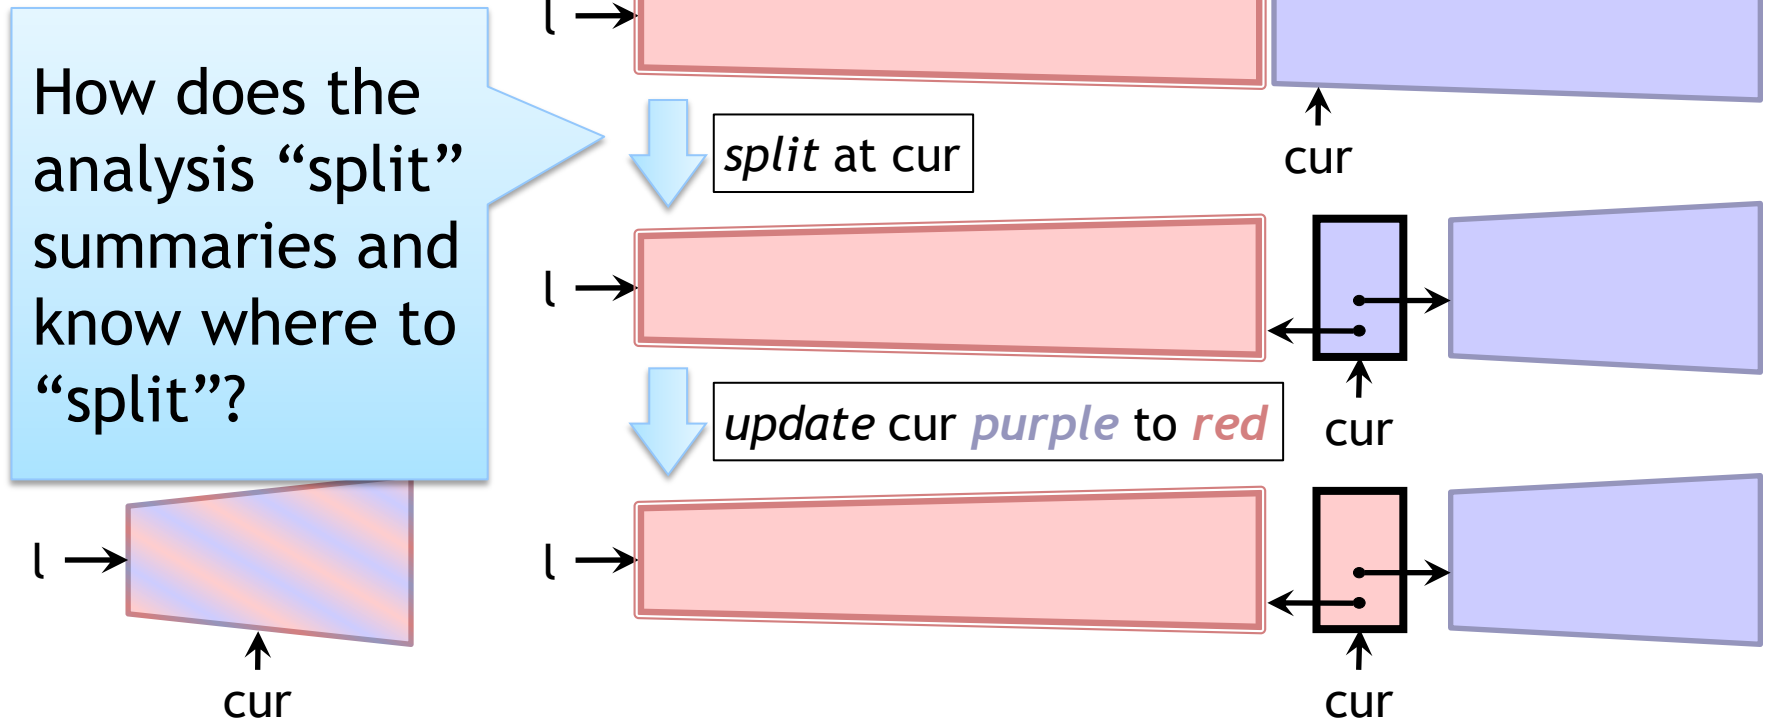 l
How does the
analysis “split”
summaries and
know where to
“split”?
split at cur
cur
l
update cur purple to red
cur
l
cur
l
cur